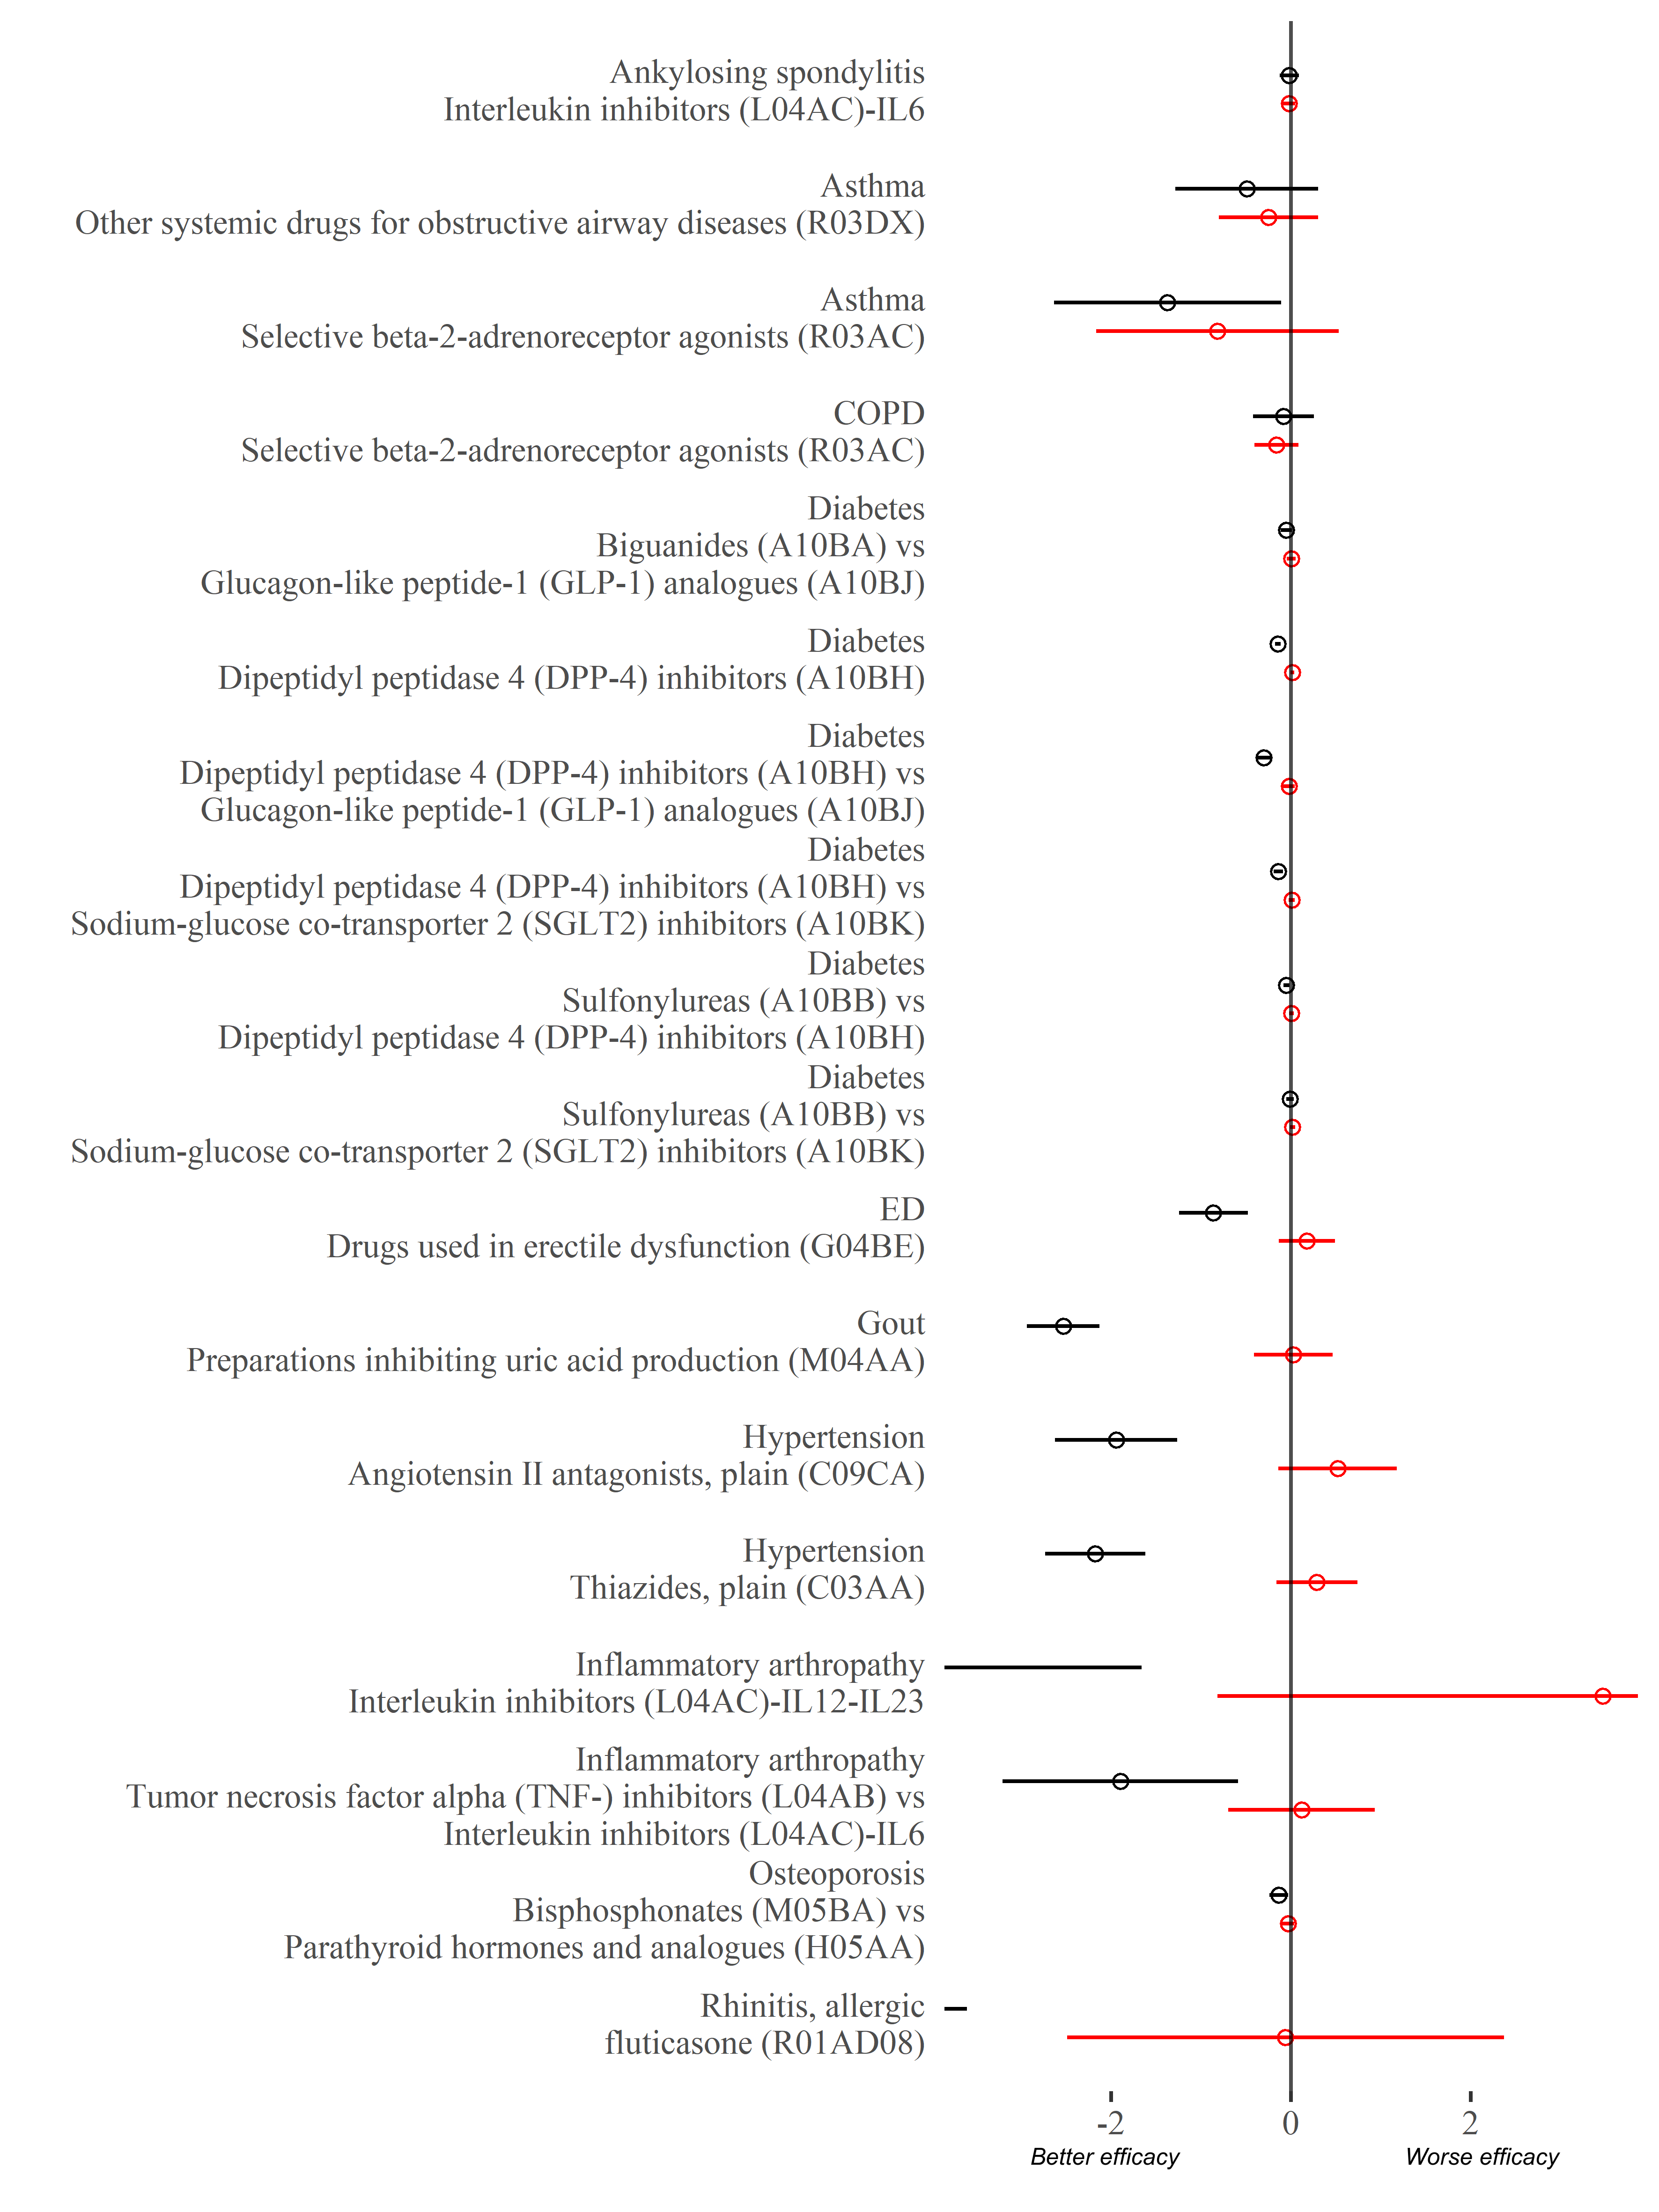 Ankylosing spondylitis
Interleukin inhibitors (L04AC)-IL6
Asthma
Other systemic drugs for obstructive airway diseases (R03DX)
Asthma
Selective beta-2-adrenoreceptor agonists (R03AC)
COPD
Selective beta-2-adrenoreceptor agonists (R03AC)
Diabetes
Biguanides (A10BA) vs
Glucagon-like peptide-1 (GLP-1) analogues (A10BJ)
Diabetes
Dipeptidyl peptidase 4 (DPP-4) inhibitors (A10BH)
Diabetes
Dipeptidyl peptidase 4 (DPP-4) inhibitors (A10BH) vs
Glucagon-like peptide-1 (GLP-1) analogues (A10BJ)
Diabetes
Dipeptidyl peptidase 4 (DPP-4) inhibitors (A10BH) vs
Sodium-glucose co-transporter 2 (SGLT2) inhibitors (A10BK)
Diabetes
Sulfonylureas (A10BB) vs
Dipeptidyl peptidase 4 (DPP-4) inhibitors (A10BH)
Diabetes
Sulfonylureas (A10BB) vs
Sodium-glucose co-transporter 2 (SGLT2) inhibitors (A10BK)
ED
Drugs used in erectile dysfunction (G04BE)
Gout
Preparations inhibiting uric acid production (M04AA)
Hypertension
Angiotensin II antagonists, plain (C09CA)
Hypertension
Thiazides, plain (C03AA)
Inflammatory arthropathy
Interleukin inhibitors (L04AC)-IL12-IL23
Inflammatory arthropathy
Tumor necrosis factor alpha (TNF-) inhibitors (L04AB) vs
Interleukin inhibitors (L04AC)-IL6
Osteoporosis
Bisphosphonates (M05BA) vs
Parathyroid hormones and analogues (H05AA)
Rhinitis, allergic
fluticasone (R01AD08)
-2 0 2
Better efficacy Worse efficacy